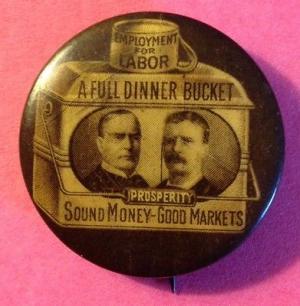 EMPLOYMENT
FOR
LABOR
A FULL DINNER BUCKET
PROSPERITY
SOUND MONEY-GOOD MARKETS